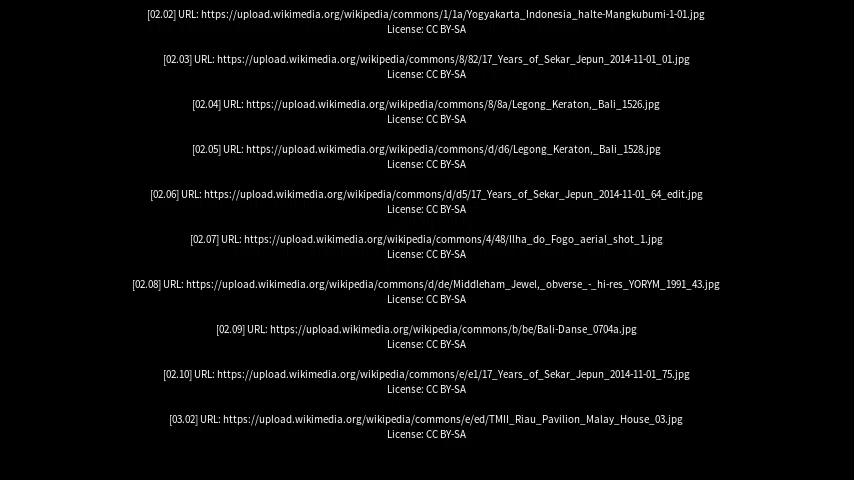 [02.02] URL: https://upload.wikimedia.org/wikipedia/commons/1/1a/Yogyakarta_Indonesia_halte-Mangkubumi-1-01.jpg
License: CC BY-SA
[02.03] URL: https://upload.wikimedia.org/wikipedia/commons/8/82/17_Years_of_Sekar_Jepun_2014-11-01_01.jpg
License: CC BY-SA
[02.04] URL: https://upload.wikimedia.org/wikipedia/commons/8/8a/Legong_Keraton,_Bali_1526.jpg
License: CC BY-SA
[02.05] URL: https://upload.wikimedia.org/wikipedia/commons/d/d6/Legong_Keraton,_Bali_1528.jpg
License: CC BY-SA
[02.06] URL: https://upload.wikimedia.org/wikipedia/commons/d/d5/17_Years_of_Sekar_Jepun_2014-11-01_64_edit.jpg
License: CC BY-SA
[02.07] URL: https://upload.wikimedia.org/wikipedia/commons/4/48/Ilha_do_Fogo_aerial_shot_1.jpg
License: CC BY-SA
[02.08] URL: https://upload.wikimedia.org/wikipedia/commons/d/de/Middleham_Jewel,_obverse_-_hi-res_YORYM_1991_43.jpg
License: CC BY-SA
[02.09] URL: https://upload.wikimedia.org/wikipedia/commons/b/be/Bali-Danse_0704a.jpg
License: CC BY-SA
[02.10] URL: https://upload.wikimedia.org/wikipedia/commons/e/e1/17_Years_of_Sekar_Jepun_2014-11-01_75.jpg
License: CC BY-SA
[03.02] URL: https://upload.wikimedia.org/wikipedia/commons/e/ed/TMII_Riau_Pavilion_Malay_House_03.jpg
License: CC BY-SA